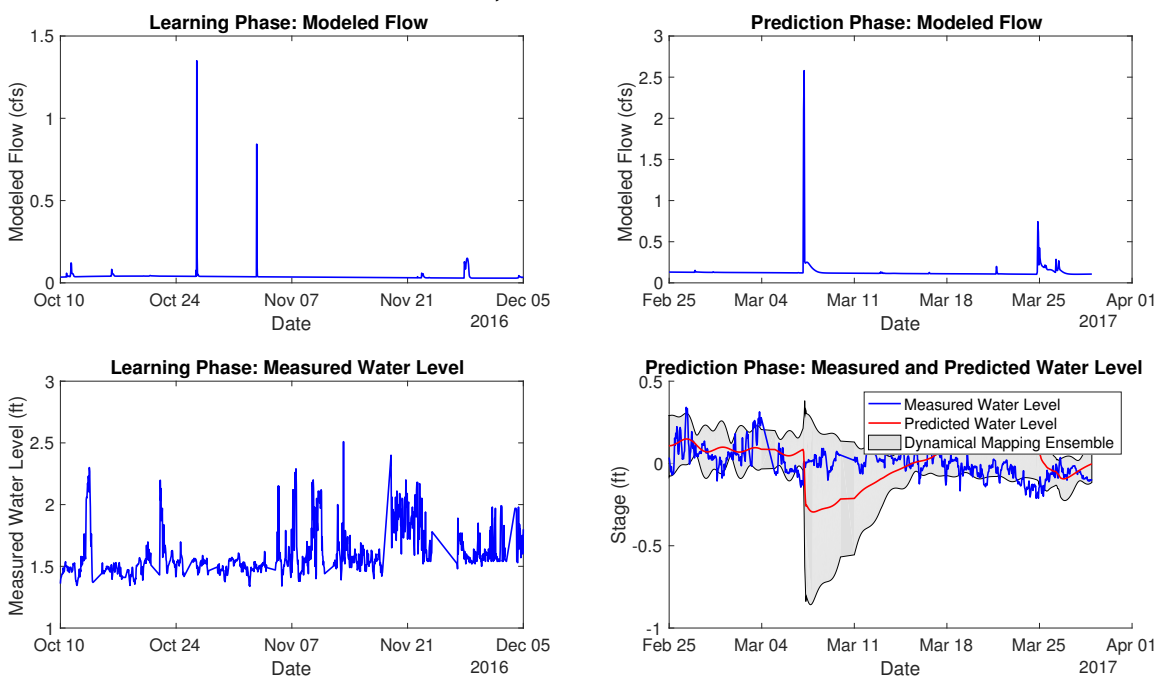 Learning Phase: Modeled Flow
Modeled Flow (cfs)
1.5
1
0.5
0
Oct 10 Oct 24 Nov 07 Nov 21 Dec 05
Date 2016
Prediction Phase: Modeled Flow
Modeled Flow (cfs)
3
2.5
2
1.5
1
0.5
0
Feb 25 Mar 04 Mar 11 Mar 18 Mar 25 Apr 01
Date 2017
Learning Phase: Measured Water Level
Measured Water Level (ft)
3
2.5
2
1.5
1
Oct 10 Oct 24 Nov 07 Nov 21 Dec 05
Date 2016
Prediction Phase: Measured and Predicted Water Level
Stage (ft)
0.5
0
-0.5
-1
Measured Water Level
Predicted Water Level
Dynamical Mapping Ensemble
Feb 25 Mar 04 Mar 11 Mar 18 Mar 25 Apr 01
Date 2017